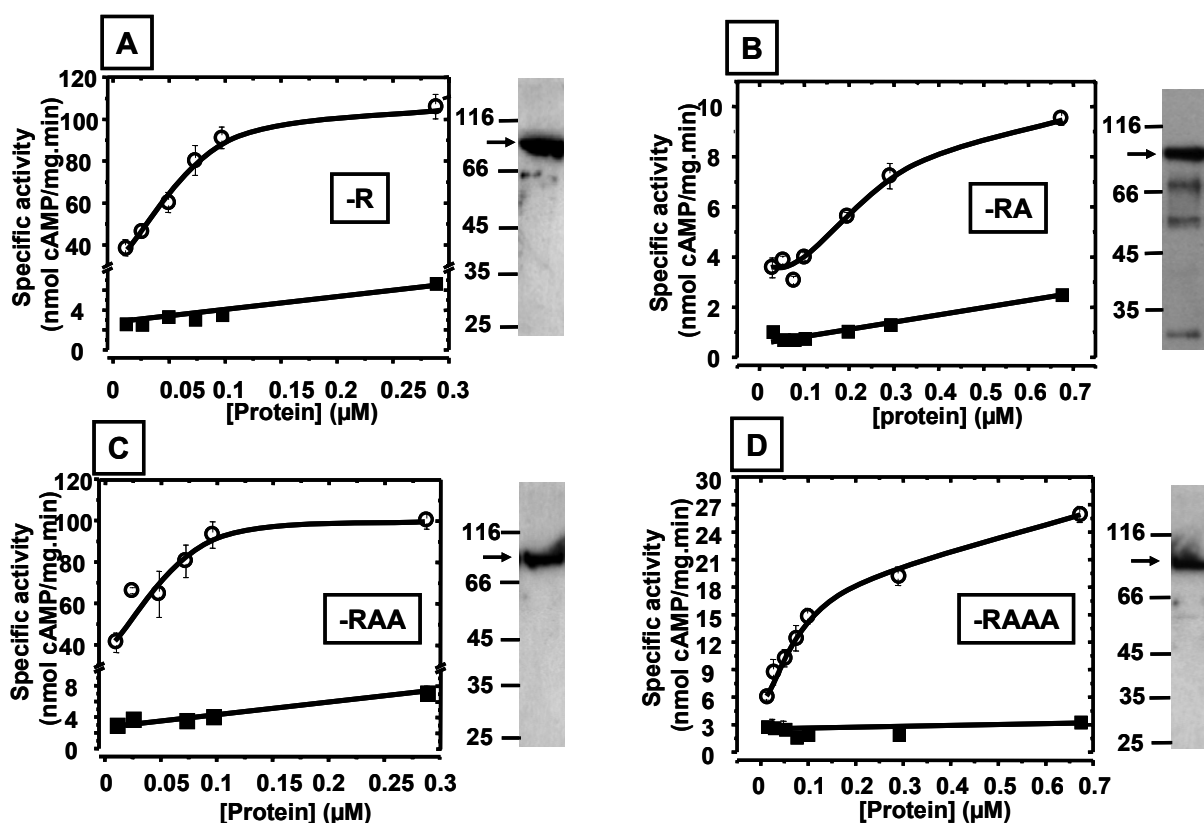 A
Specific activity
(nmol cAMP/mg.min)
120
100
80
60
40
4
0
0 0.05 0.1 0.15 0.2 0.25 0.3
[Protein] (µM)
-R
116
66
45
35
25
B
Specific activity
(nmol cAMP/mg.min)
10
8
6
4
2
0
0 0.1 0.2 0.3 0.4 0.5 0.6 0.7
[protein] (µM)
-RA
116
66
45
35
C
Specific activity
(nmol cAMP/mg.min)
120
100
80
60
40
8
4
0
0 0.05 0.1 0.15 0.2 0.25 0.3
[Protein] (µM)
-RAA
116
66
45
35
25
D
Specific activity
(nmol cAMP/mg.min)
30
27
24
21
18
15
12
9
6
3
0
0 0.1 0.2 0.3 0.4 0.5 0.6 0.7
[Protein] (µM)
-RAAA
116
66
45
35
25